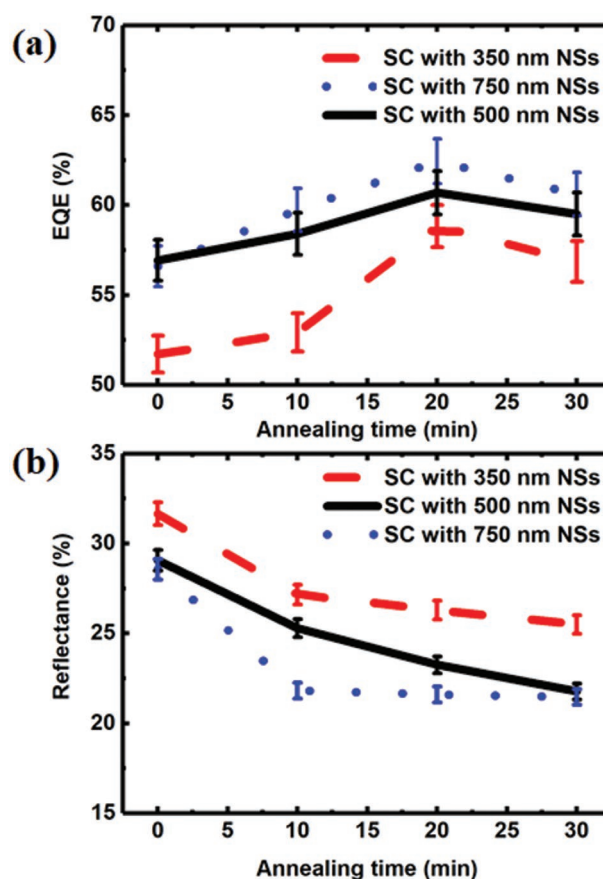 (a)
70
65
60
55
50
EQE (%)
SC with 350 nm NSs
SC with 750 nm NSs
SC with 500 nm NSs
0 5 10 15 20 25 30
Annealing time (min)
(b)
35
30
25
20
15
Reflectance (%)
SC with 350 nm NSs
SC with 500 nm NSs
SC with 750 nm NSs
0 5 10 15 20 25 30
Annealing time (min)